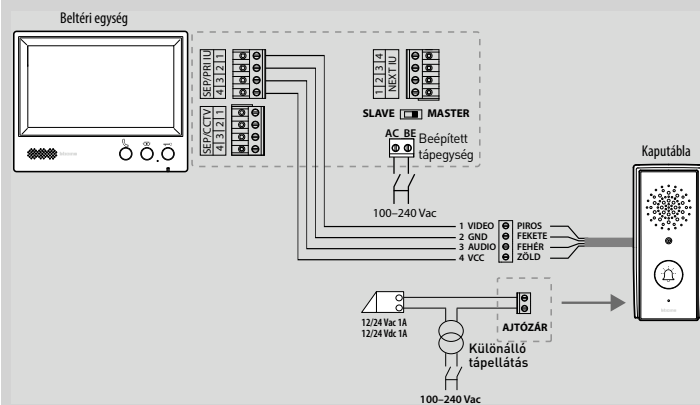 Beltéri egység
SEP/PRI IU
4 3 2 1
SEP/CCTV
4 3 2 1
1 2 3 4
NEXT IU
SLAVE MASTER
AC BE
Beépített
tápegység
100–240 Vac
Kaputábla
1 VIDEO PIROS
2 GND FEKETE
3 AUDIO FEHÉR
4 VCC ZÖLD
12/24 Vac 1A
12/24 Vdc 1A
AJTÓZÁR
Különálló
tápellátás
100–240 Vac